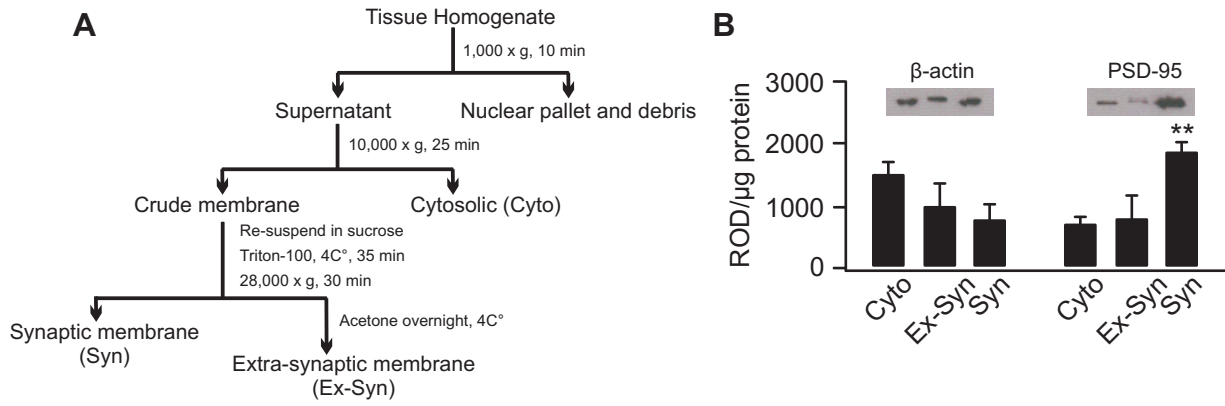 A
Tissue Homogenate
1,000 x g, 10 min
Supernatant
Nuclear pallet and debris
10,000 x g, 25 min
Crude membrane
Cytosolic (Cyto)
Re-suspend in sucrose
Triton-100, 4C°, 35 min
28,000 x g, 30 min
Synaptic membrane
(Syn)
Acetone overnight, 4C°
Extra-synaptic membrane
(Ex-Syn)
B
ROD/µg protein
3000
2000
1000
0
β-actin
PSD-95
**
Cyto
Ex-Syn
Syn
Cyto
Ex-Syn
Syn